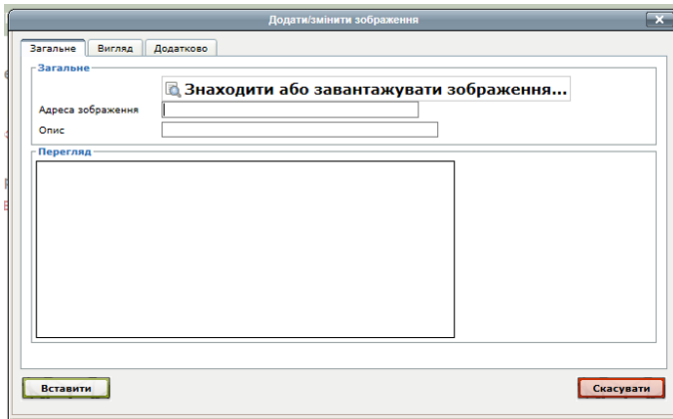 Додати/змінити зображення
Загальне Вигляд Додатково
Загальне
Знаходити або завантажувати зображення...
Адреса зображення
Опис
Перегляд
Вставити Скасувати